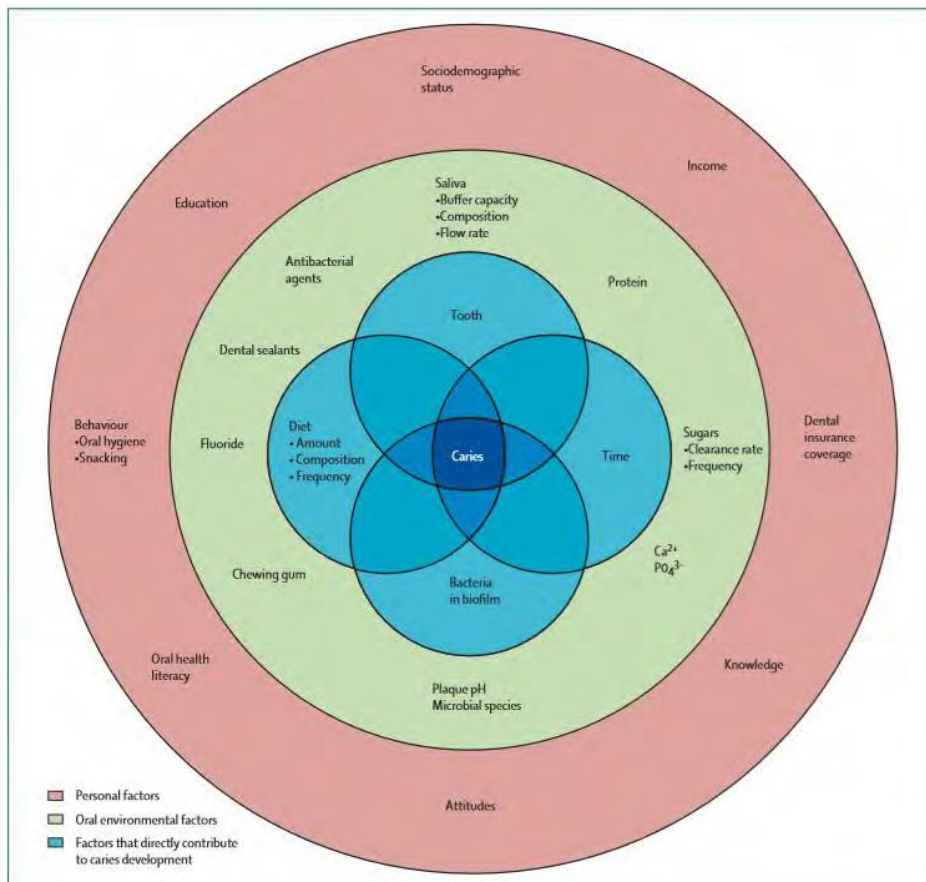 Sociodemographic
status
Income
Education
Saliva
•Buffer capacity
•Composition
•Flow rate
Antibacterial
agents
Protein
Tooth
Dental sealants
Behaviour
•Oral hygiene
•Snacking
Fluoride
Diet
• Amount
• Composition
• Frequency
Caries
Time
Sugars
•Clearance rate
•Frequency
Dental
insurance
coverage
Ca²⁺
PO₄³⁻
Chewing gum
Bacteria
in biofilm
Oral health
literacy
Knowledge
Plaque pH
Microbial species
Attitudes
Personal factors
Oral environmental factors
Factors that directly contribute
to caries development